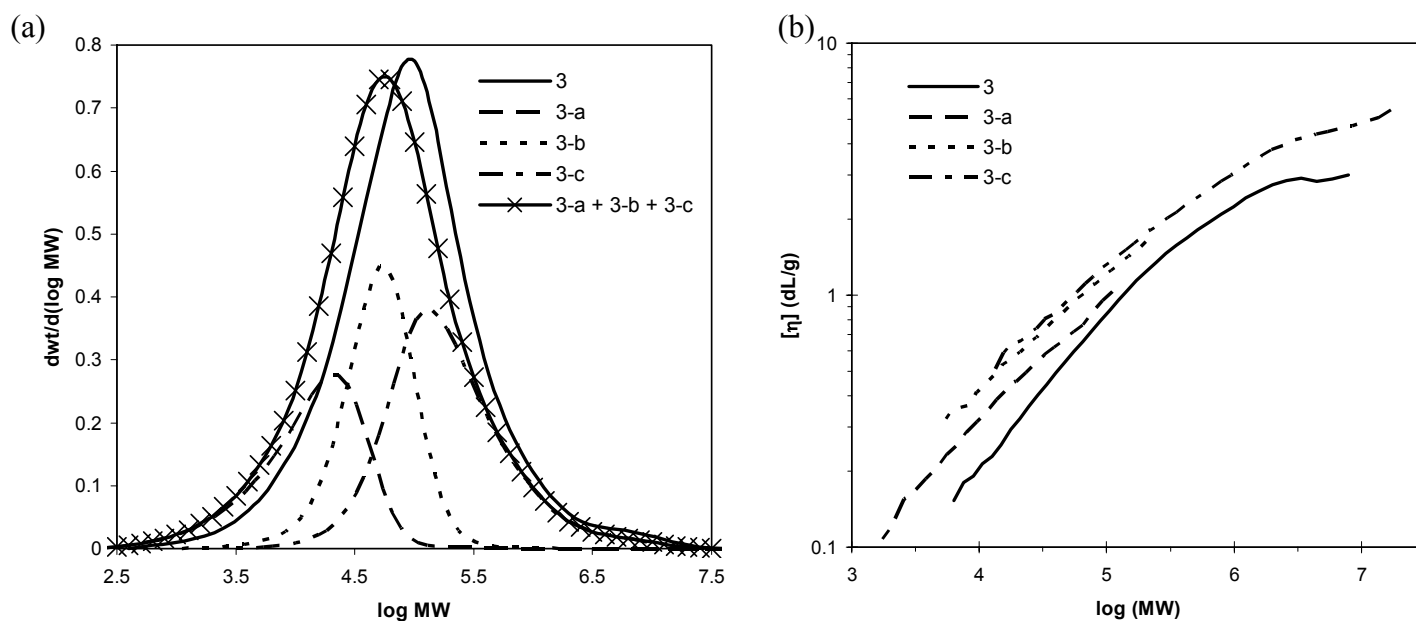 (a)
0.8
0.7
0.6
0.5
0.4
0.3
0.2
0.1
0
dwt/d(log MW)
2.5 3.5 4.5 5.5 6.5 7.5
log MW
3
3-a
3-b
3-c
3-a + 3-b + 3-c
(b)
10
1
0.1
[η] (dL/g)
3 4 5 6 7
log (MW)
3
3-a
3-b
3-c